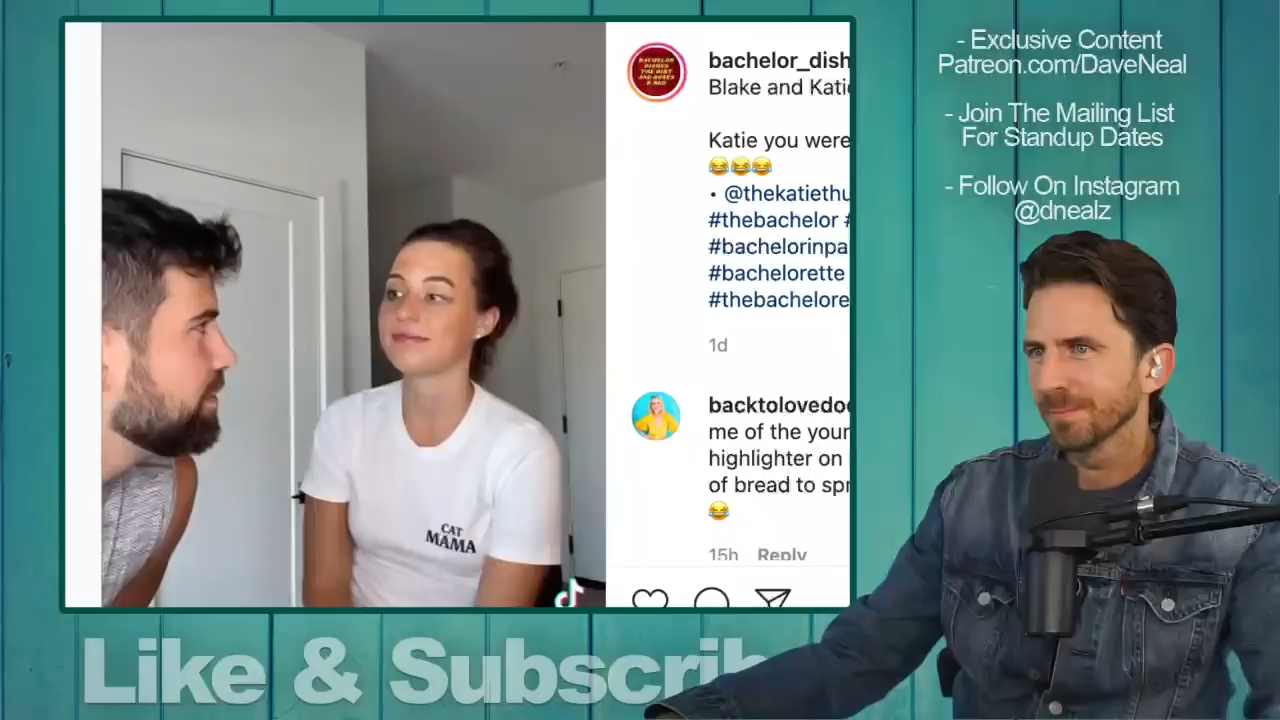 bachelor_dish
Blake and Katie
Katie you were
😂😂😂
• @thekatiethu
#thebachelor #
#bachelorinpa
#bachelorette
#thebachelore
1d
backtolovedoc
me of the your
highlighter on
of bread to spr
😂
15h Reply
CAT
MAMA
- Exclusive Content
Patreon.com/DaveNeal
- Join The Mailing List
For Standup Dates
- Follow On Instagram
@dnealz
Like & Subscrib